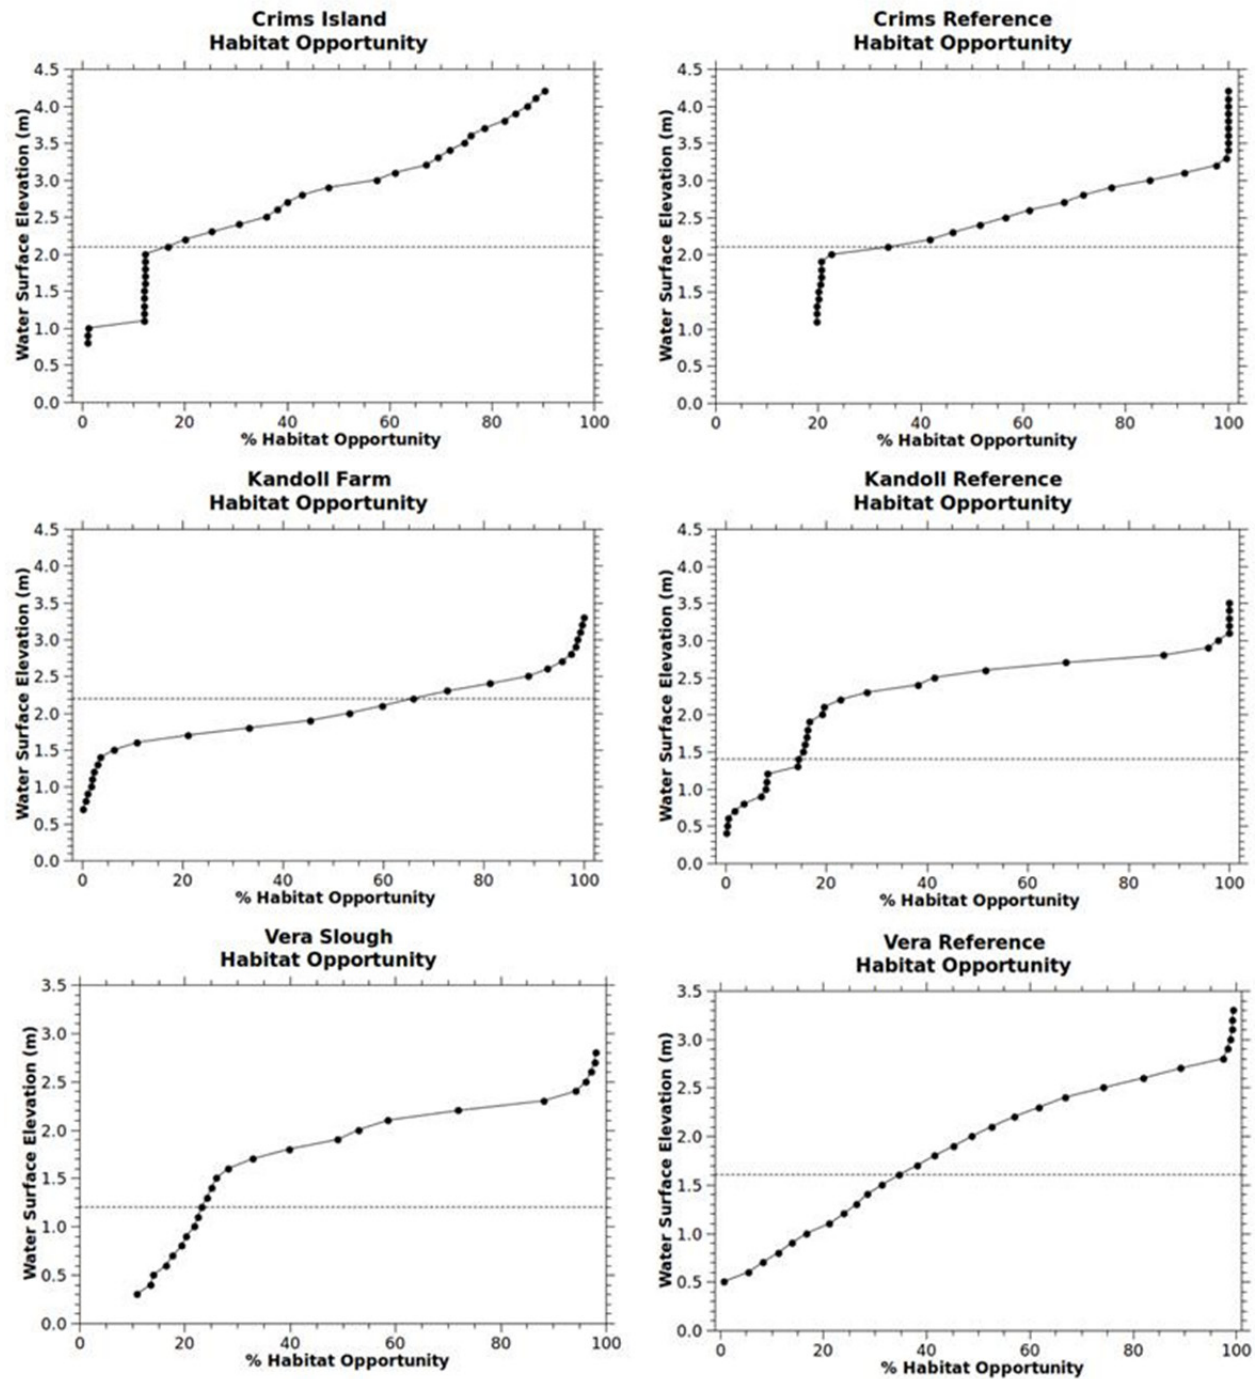 Crims Island
Habitat Opportunity
4.5
4.0
3.5
3.0
2.5
2.0
1.5
1.0
0.5
0.0
Water Surface Elevation (m)
0 20 40 60 80 100
% Habitat Opportunity
Crims Reference
Habitat Opportunity
4.5
4.0
3.5
3.0
2.5
2.0
1.5
1.0
0.5
0.0
Water Surface Elevation (m)
0 20 40 60 80 100
% Habitat Opportunity
Kandoll Farm
Habitat Opportunity
4.5
4.0
3.5
3.0
2.5
2.0
1.5
1.0
0.5
0.0
Water Surface Elevation (m)
0 20 40 60 80 100
% Habitat Opportunity
Kandoll Reference
Habitat Opportunity
4.5
4.0
3.5
3.0
2.5
2.0
1.5
1.0
0.5
0.0
Water Surface Elevation (m)
0 20 40 60 80 100
% Habitat Opportunity
Vera Slough
Habitat Opportunity
3.5
3.0
2.5
2.0
1.5
1.0
0.5
0.0
Water Surface Elevation (m)
0 20 40 60 80 100
% Habitat Opportunity
Vera Reference
Habitat Opportunity
3.5
3.0
2.5
2.0
1.5
1.0
0.5
0.0
Water Surface Elevation (m)
0 20 40 60 80 100
% Habitat Opportunity